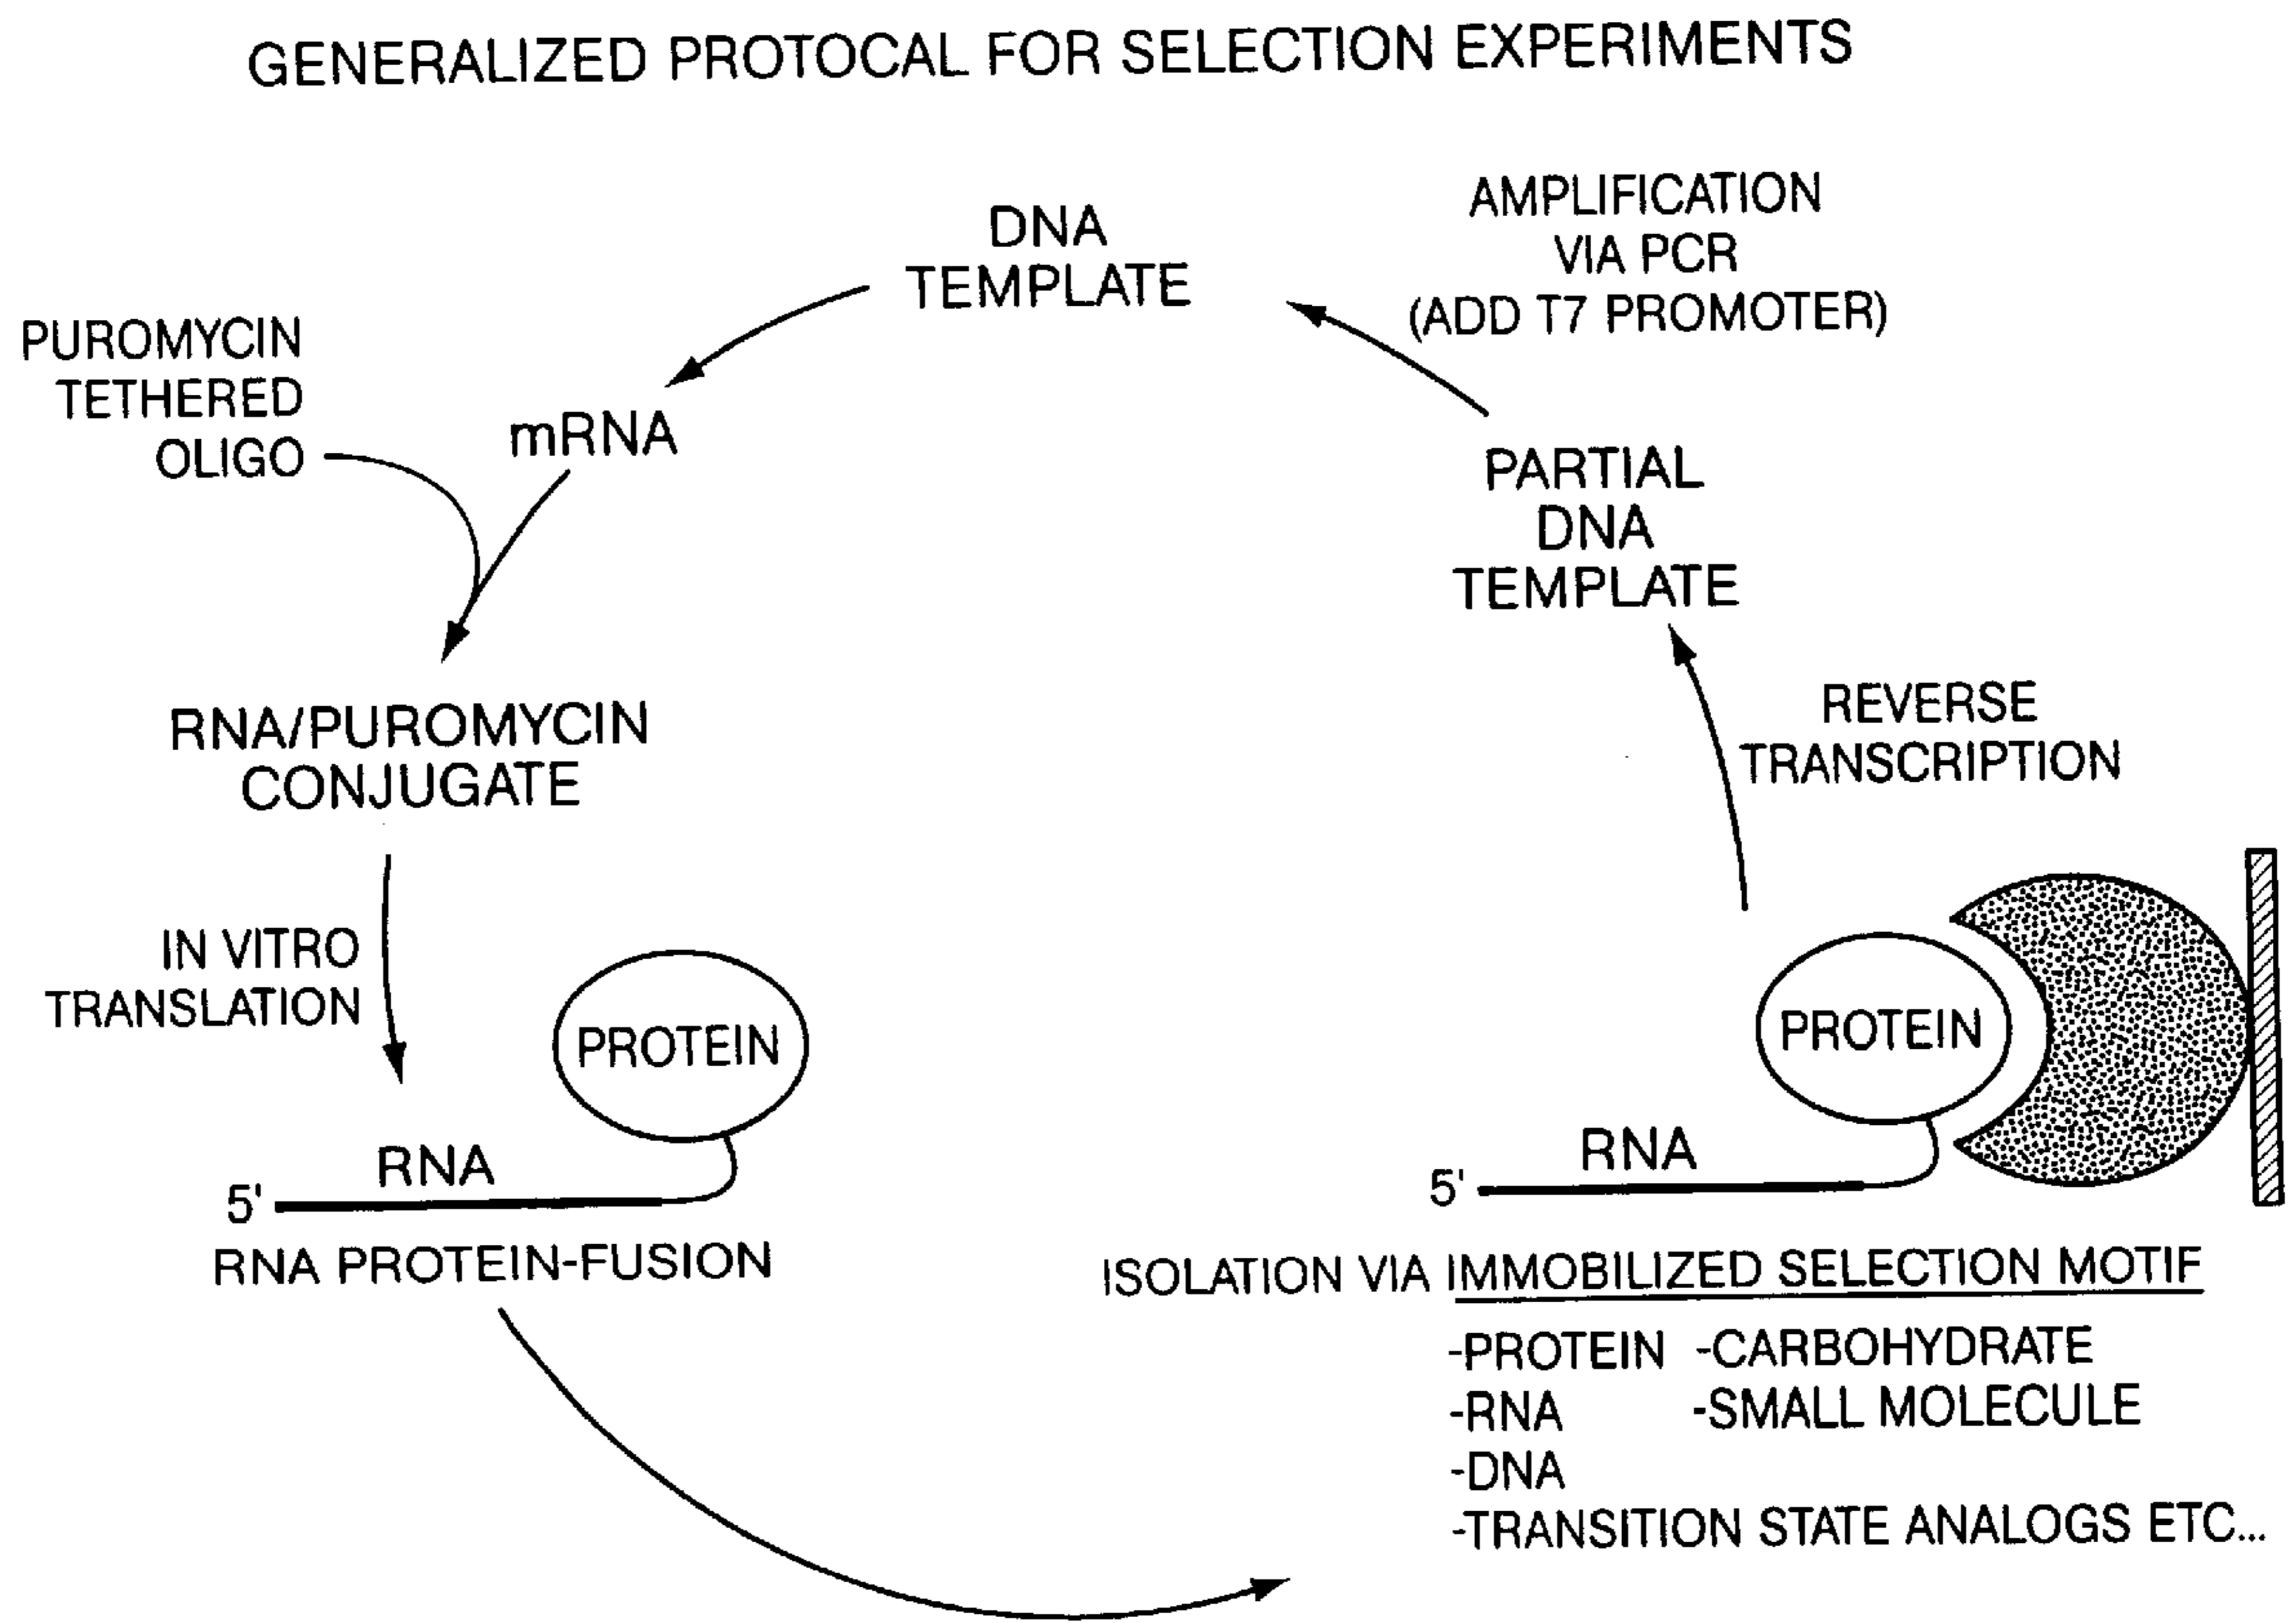 GENERALIZED PROTOCAL FOR SELECTION EXPERIMENTS
DNA
TEMPLATE
AMPLIFICATION
VIA PCR
(ADD T7 PROMOTER)
PUROMYCIN
TETHERED
OLIGO
mRNA
PARTIAL
DNA
TEMPLATE
RNA/PUROMYCIN
CONJUGATE
REVERSE
TRANSCRIPTION
IN VITRO
TRANSLATION
PROTEIN
RNA
5'
RNA PROTEIN-FUSION
PROTEIN
RNA
5'
ISOLATION VIA IMMOBILIZED SELECTION MOTIF
-PROTEIN -CARBOHYDRATE
-RNA -SMALL MOLECULE
-DNA
-TRANSITION STATE ANALOGS ETC...